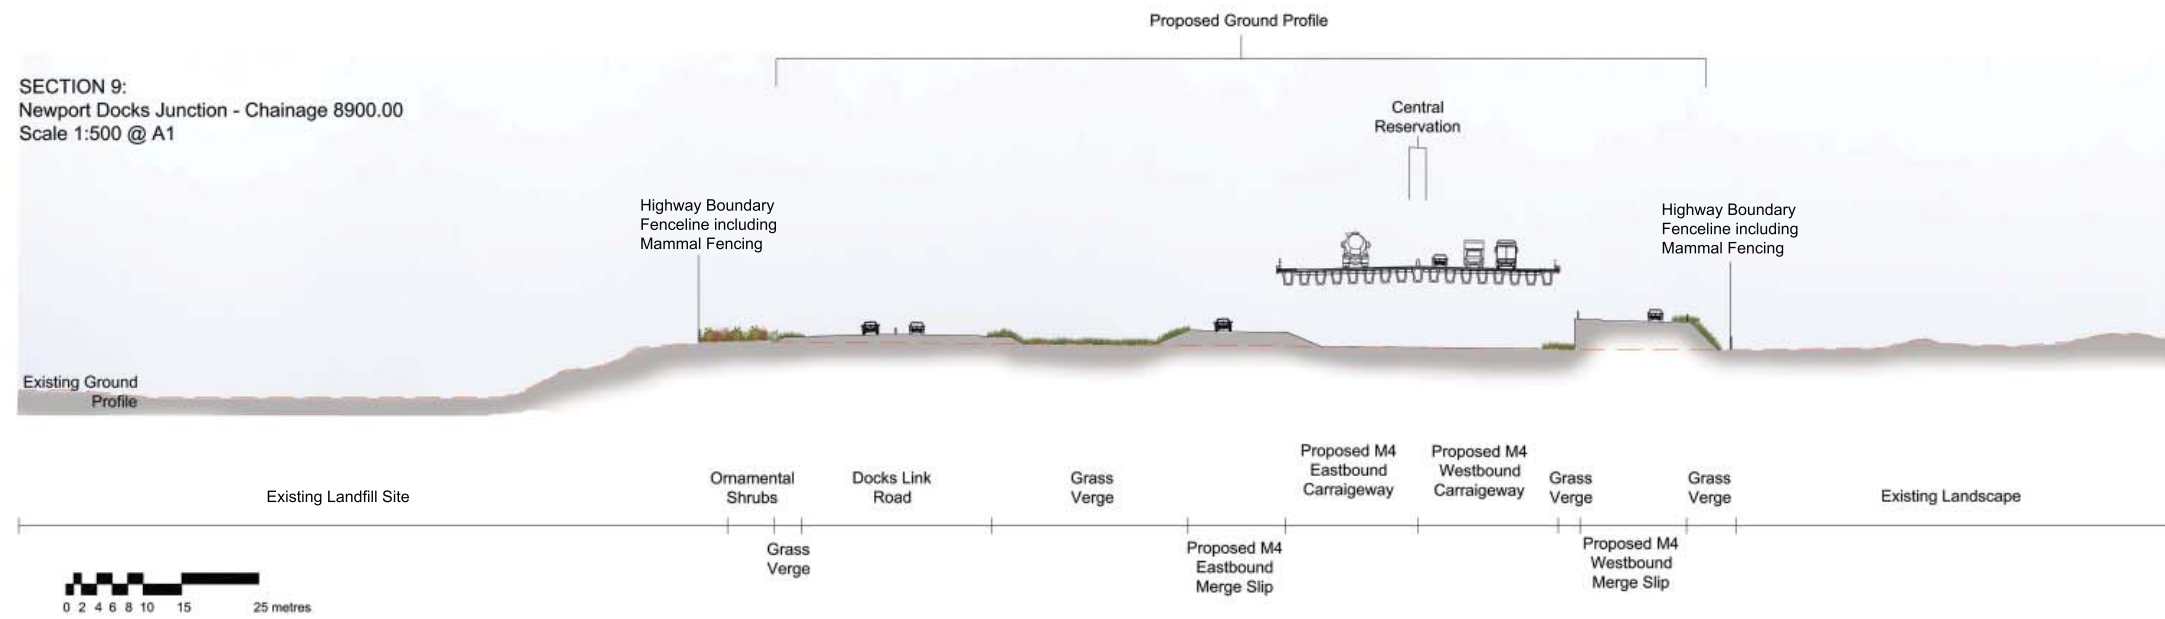 Proposed Ground Profile
SECTION 9:
Newport Docks Junction - Chainage 8900.00
Scale 1:500 @ A1
Central
Reservation
Highway Boundary
Fenceline including
Mammal Fencing
Highway Boundary
Fenceline including
Mammal Fencing
Existing Ground
Profile
Existing Landfill Site
Ornamental
Shrubs
Grass
Verge
Docks Link
Road
Grass
Verge
Proposed M4
Eastbound
Merge Slip
Proposed M4
Eastbound
Carraigeway
Proposed M4
Westbound
Carraigeway
Grass
Verge
Proposed M4
Westbound
Merge Slip
Grass
Verge
Existing Landscape
0 2 4 6 8 10 15 25 metres